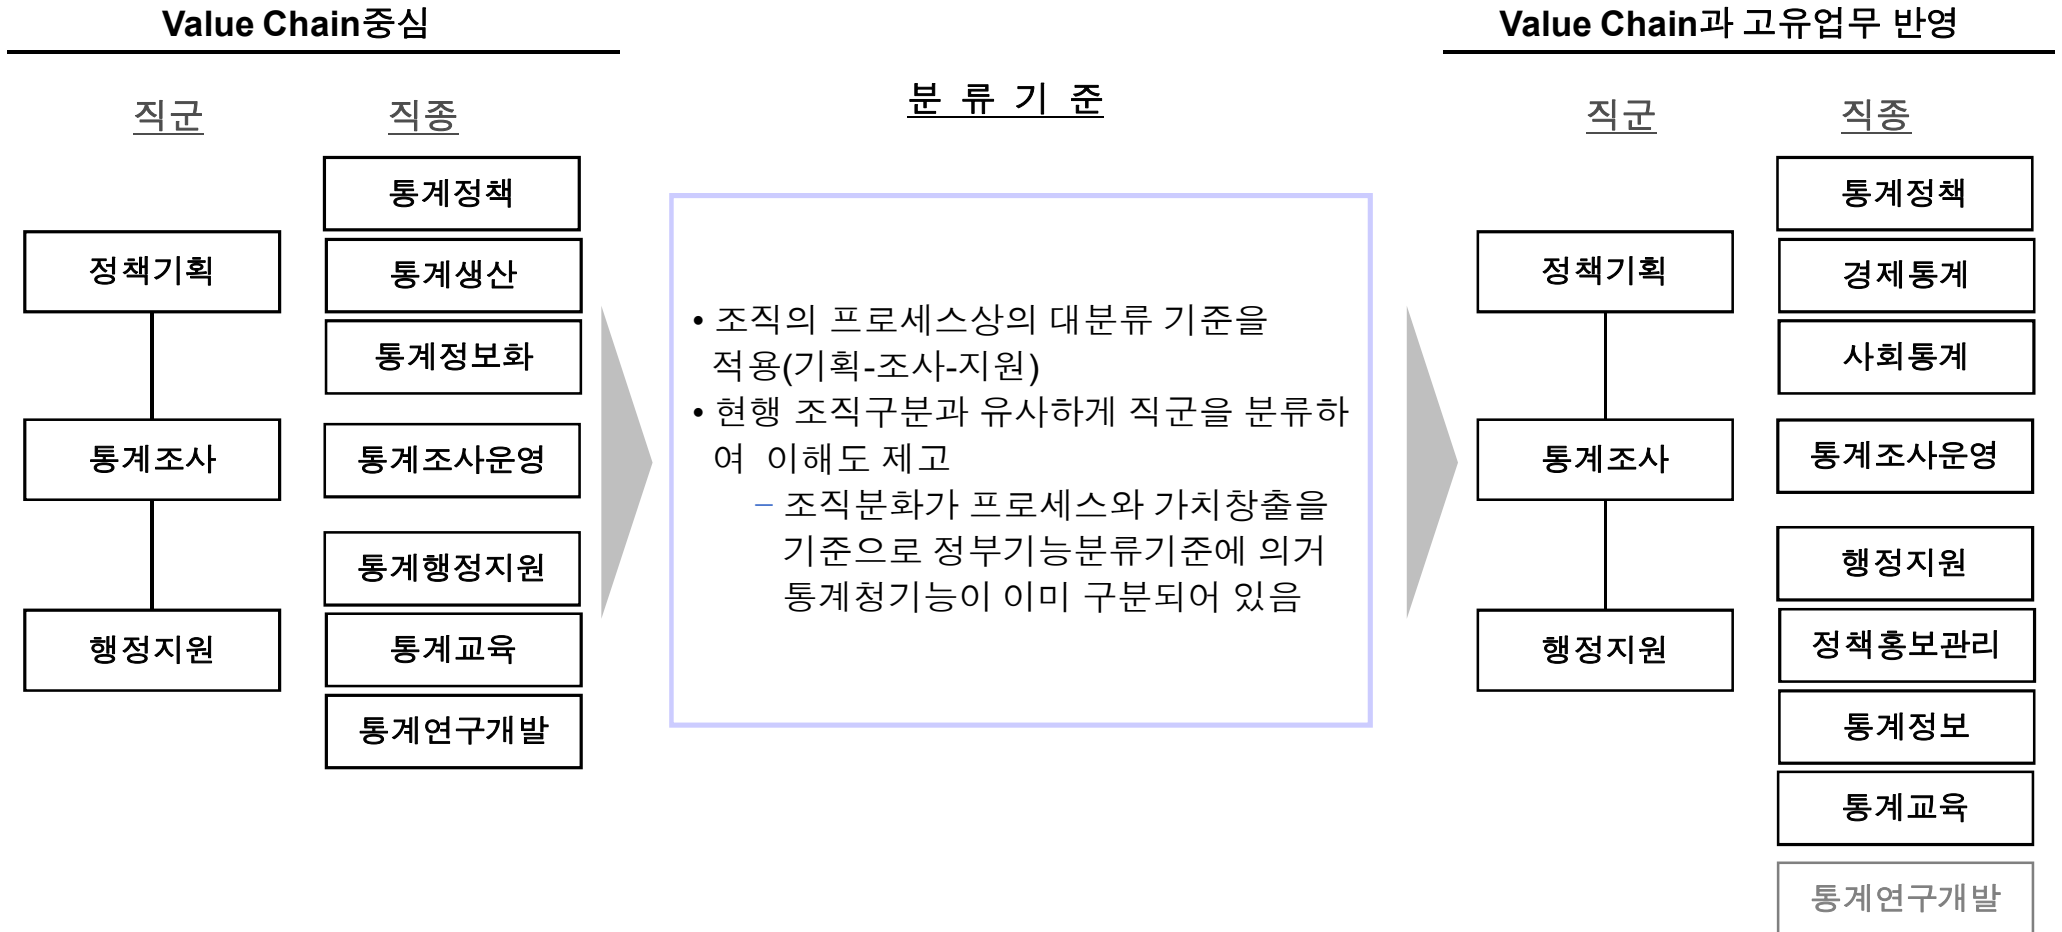 Value Chain중심
직군
직종
정책기획
통계조사
행정지원
통계정책
통계생산
통계정보화
통계조사운영
통계행정지원
통계교육
통계연구개발
분 류 기 준
• 조직의 프로세스상의 대분류 기준을
적용(기획-조사-지원)
• 현행 조직구분과 유사하게 직군을 분류하
여 이해도 제고
– 조직분화가 프로세스와 가치창출을
기준으로 정부기능분류기준에 의거
통계청기능이 이미 구분되어 있음
Value Chain과 고유업무 반영
직군
직종
정책기획
통계조사
행정지원
통계정책
경제통계
사회통계
통계조사운영
행정지원
정책홍보관리
통계정보
통계교육
통계연구개발